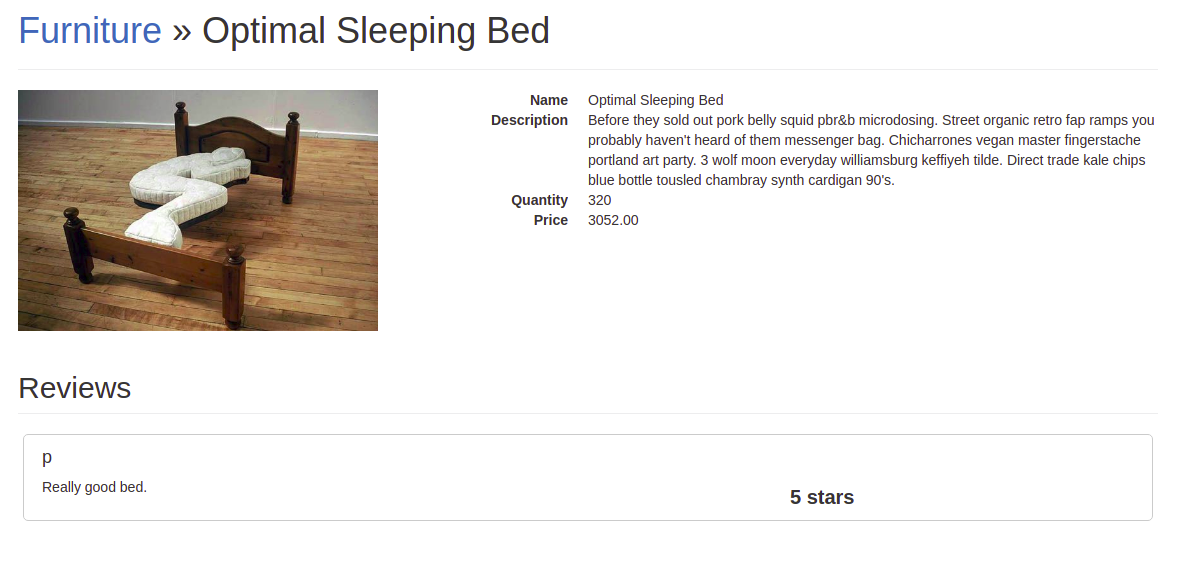 Furniture » Optimal Sleeping Bed
Name Optimal Sleeping Bed
Description Before they sold out pork belly squid pbr&b microdosing. Street organic retro fap ramps you
probably haven't heard of them messenger bag. Chicharrones vegan master fingerstache
portland art party. 3 wolf moon everyday williamsburg keffiyeh tilde. Direct trade kale chips
blue bottle tousled chambray synth cardigan 90's.
Quantity 320
Price 3052.00
Reviews
p
Really good bed.
5 stars